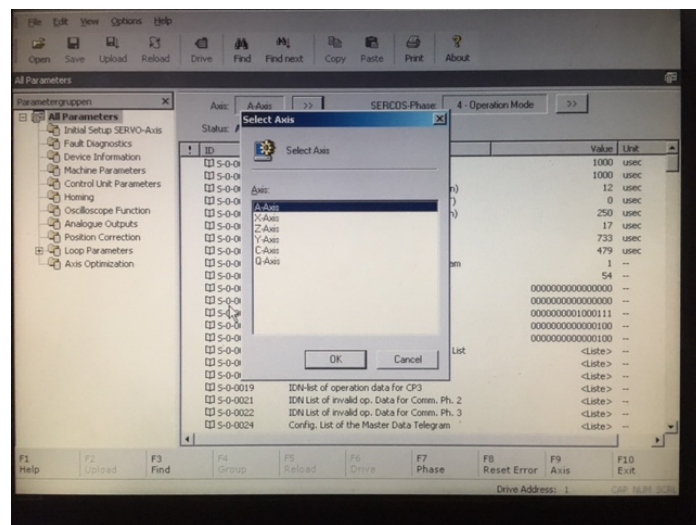 File Edit View Options Help
Open Save Upload Reload Drive Find Find next Copy Paste Print About
All Parameters
Parametergruppen
All Parameters
Initial Setup SERVO-Axis
Fault Diagnostics
Device Information
Machine Parameters
Control Unit Parameters
Homing
Oscilloscope Function
Analogue Outputs
Position Correction
Loop Parameters
Axis Optimization
Axis: A-Axis >> SERCOS-Phase: 4 - Operation Mode >>
Status:
! ID Value Unit
1000 usec
1000 usec
12 usec
0 usec
250 usec
17 usec
733 usec
479 usec
1 --
54 --
0000000000000000 --
0000000000000000 --
0000000001000111 --
0000000000000100 --
0000000000000100 --
List <Liste> --
<Liste> --
S-0-0019 IDN-list of operation data for CP3 <Liste> --
S-0-0021 IDN List of invalid op. Data for Comm. Ph. 2 <Liste> --
S-0-0022 IDN List of invalid op. Data for Comm. Ph. 3 <Liste> --
S-0-0024 Config. List of the Master Data Telegram <Liste> --
Select Axis
Select Axis
Axis:
A-Axis
X-Axis
Z-Axis
Y-Axis
C-Axis
Q-Axis
OK Cancel
F1 F2 F3 F4 F5 F6 F7 F8 F9 F10
Help Upload Find Group Reload Drive Phase Reset Error Axis Exit
Drive Address: 1 CAP NUM SCRL